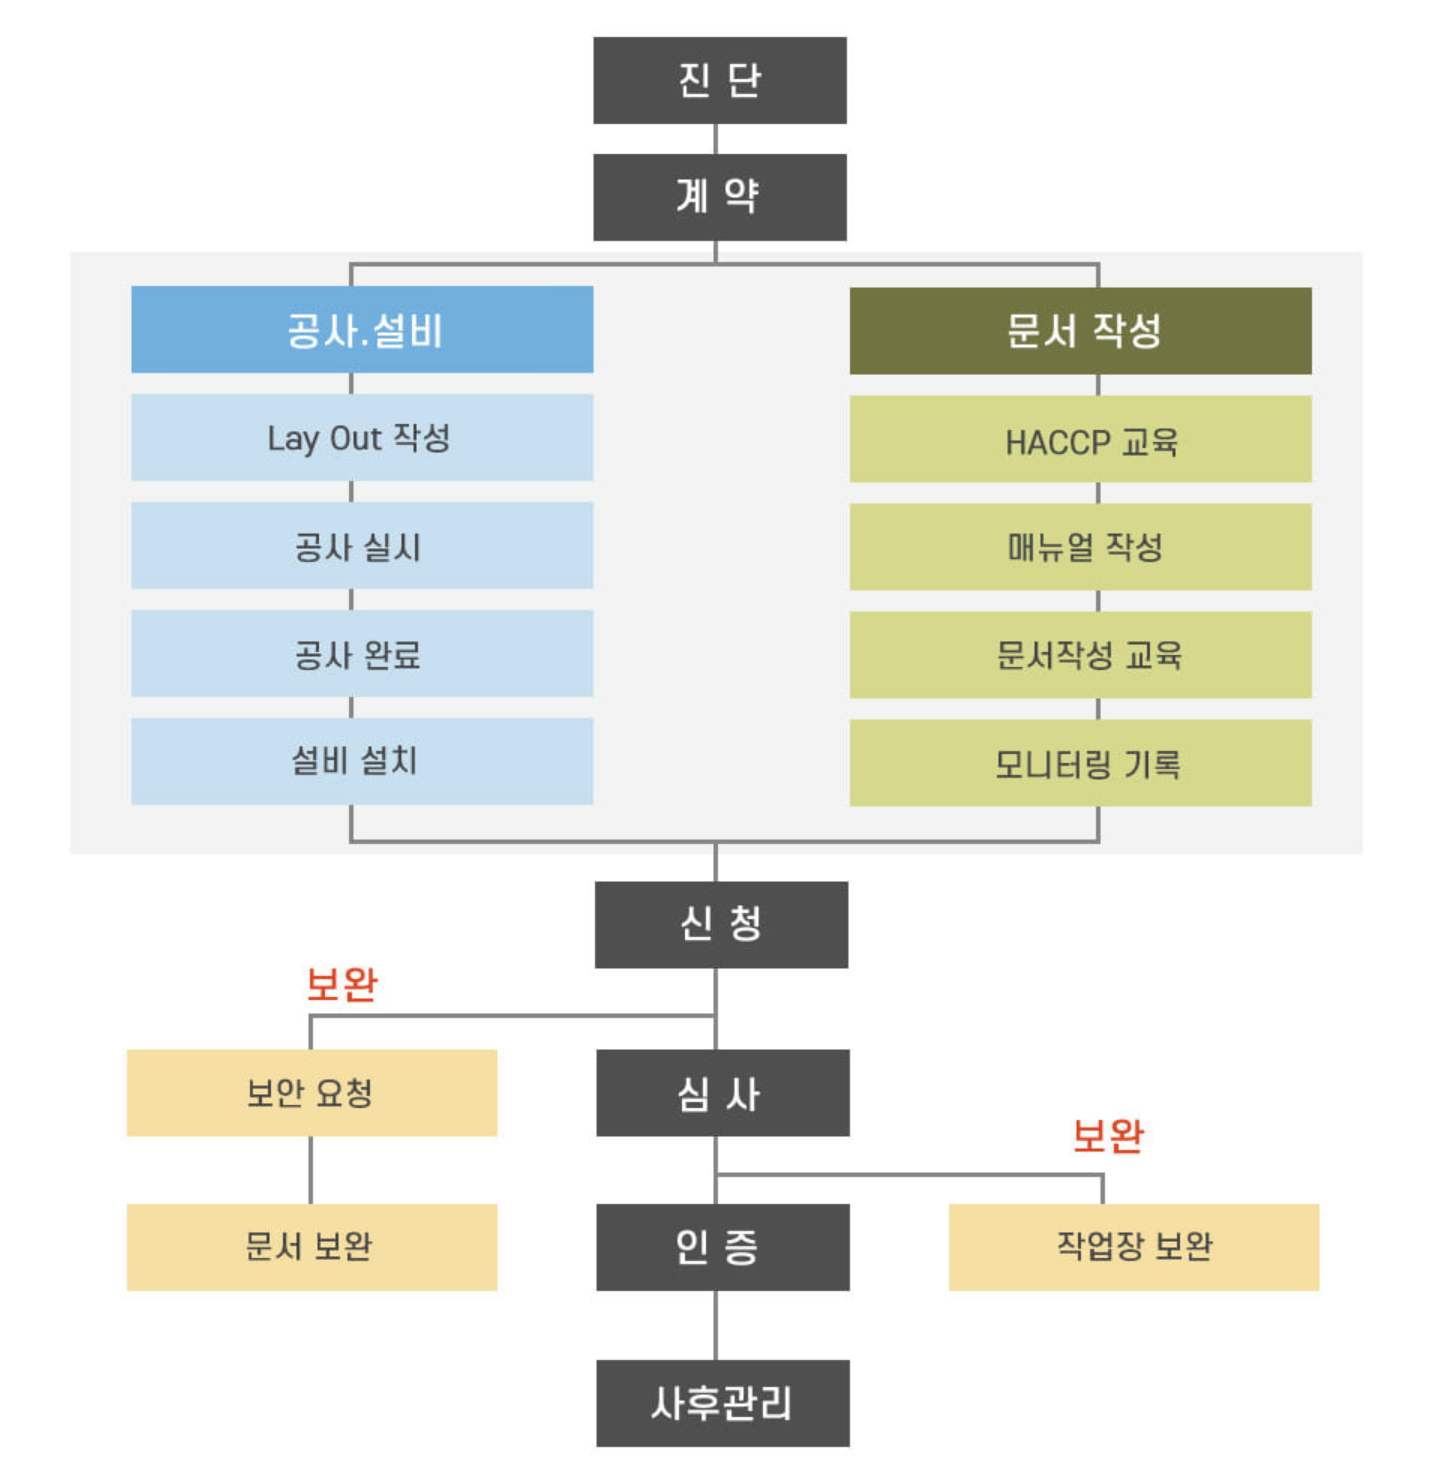 진 단
계 약
공사.설비
Lay Out 작성
공사 실시
공사 완료
설비 설치
문서 작성
HACCP 교육
매뉴얼 작성
문서작성 교육
모니터링 기록
신 청
보완
보안 요청
문서 보완
심 사
보완
인 증
작업장 보완
사후관리